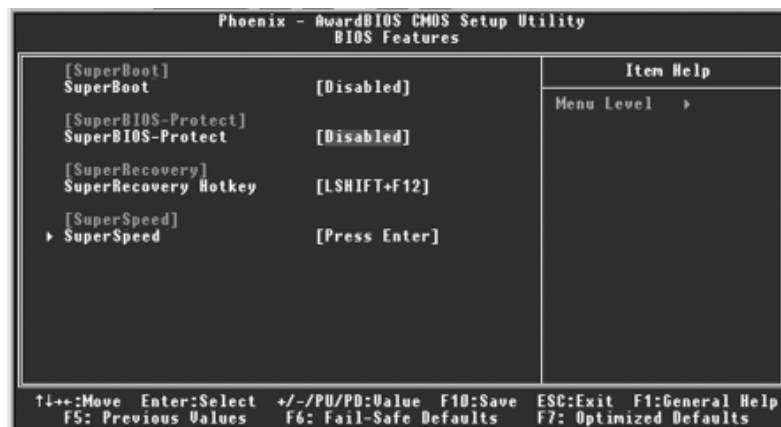 Phoenix - AwardBIOS CMOS Setup Utility
BIOS Features
[SuperBoot]
SuperBoot [Disabled]
[SuperBIOS-Protect]
SuperBIOS-Protect [Disabled]
[SuperRecovery]
SuperRecovery Hotkey [LSHIFT+F12]
[SuperSpeed]
▸ SuperSpeed [Press Enter]
Item Help
Menu Level ▸
↑↓→←:Move Enter:Select +/-/PU/PD:Value F10:Save ESC:Exit F1:General Help
F5: Previous Values F6: Fail-Safe Defaults F7: Optimized Defaults